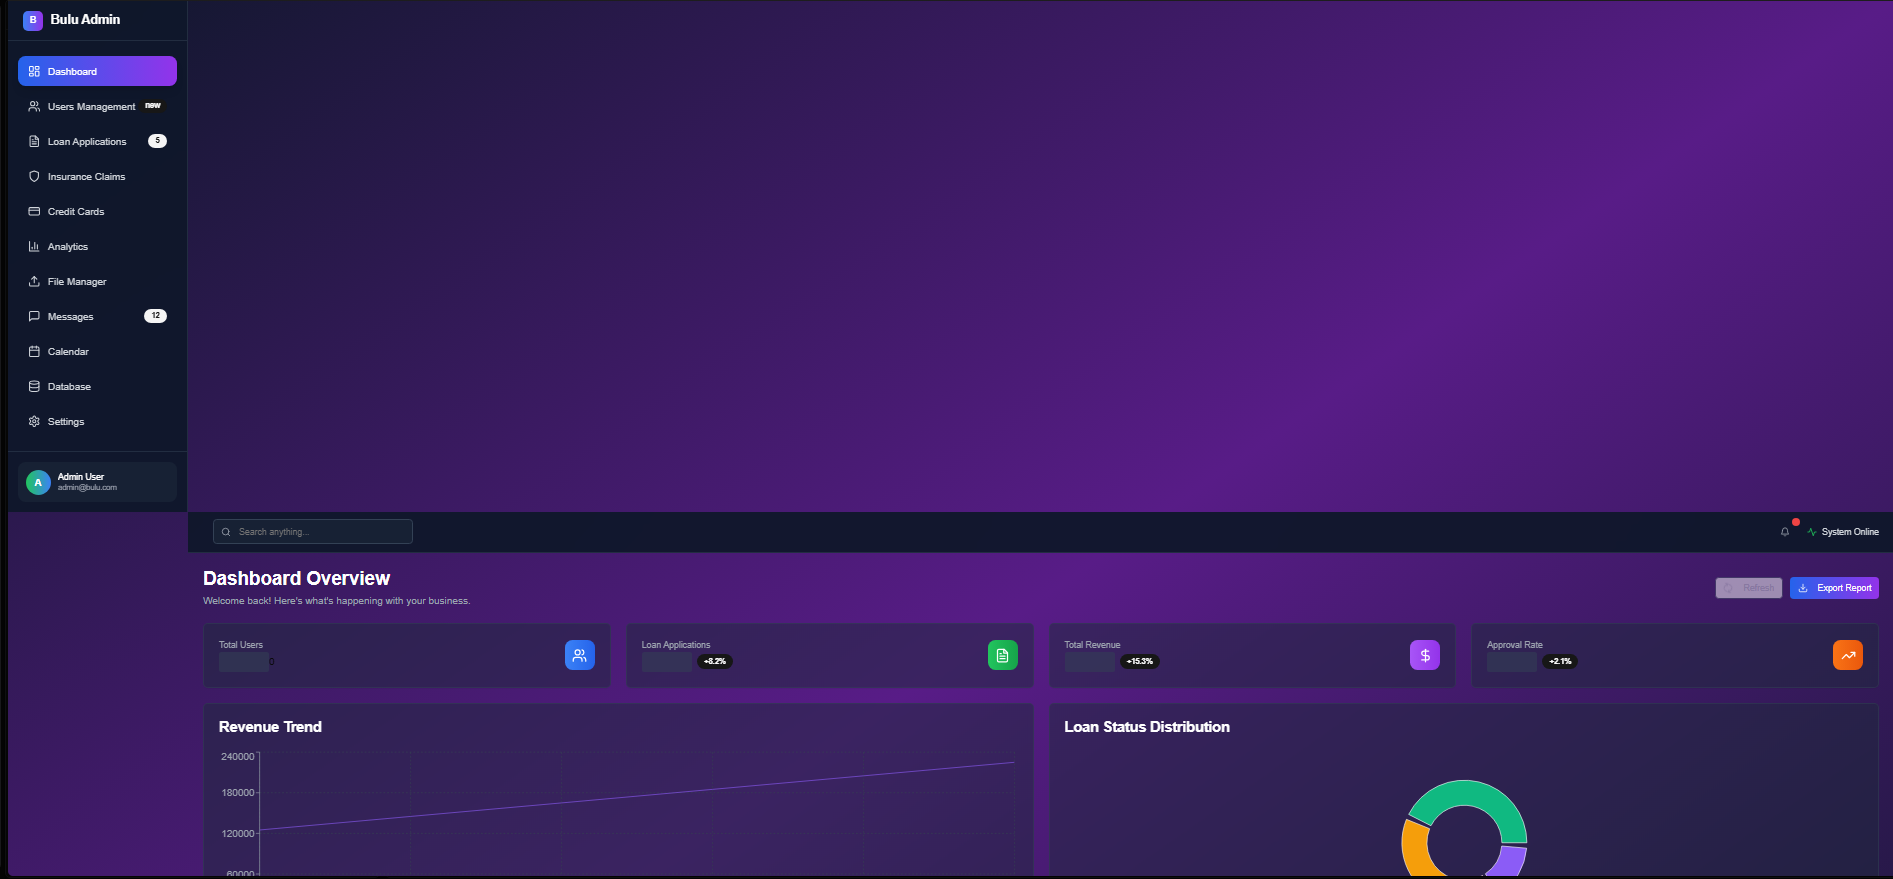 B Bulu Admin
Dashboard
Users Management new
Loan Applications 5
Insurance Claims
Credit Cards
Analytics
File Manager
Messages 12
Calendar
Database
Settings
A
Admin User
admin@bulu.com
Search anything...
System Online
Dashboard Overview
Welcome back! Here's what's happening with your business.
Refresh
Export Report
Total Users
0
Loan Applications
+8.2%
Total Revenue
+15.3%
$
Approval Rate
+2.1%
Revenue Trend
240000
180000
120000
60000
Loan Status Distribution